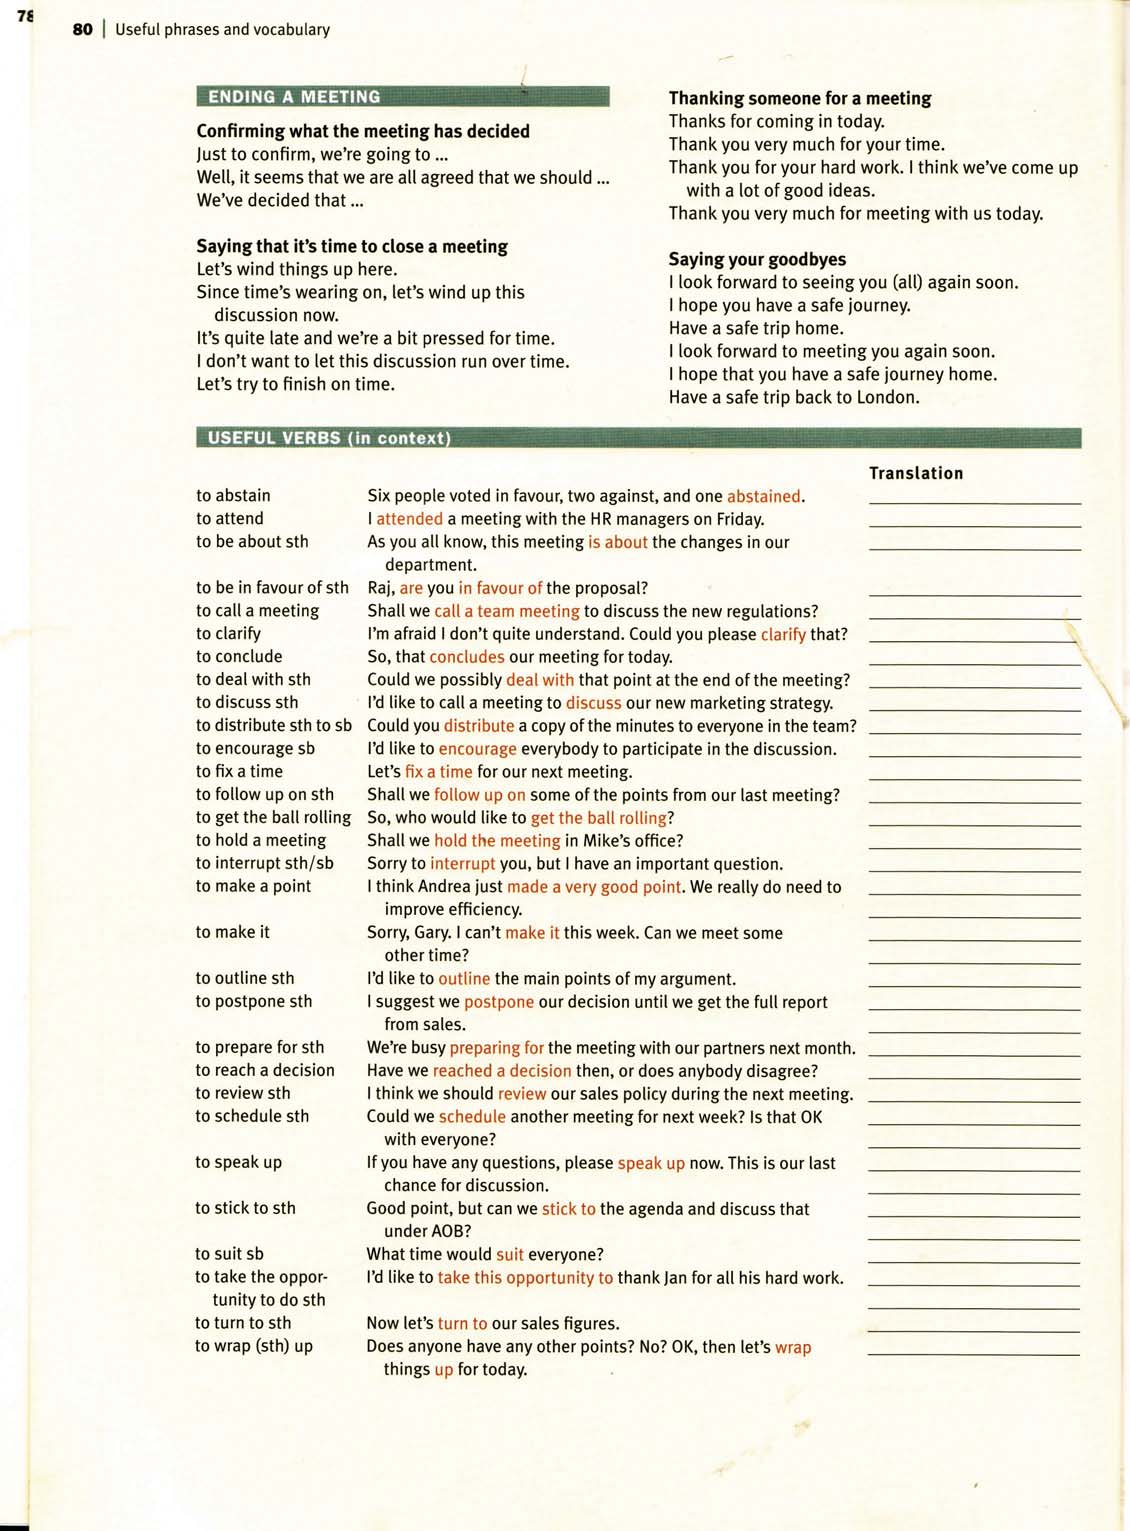 78
80 | Useful phrases and vocabulary
ENDING A MEETING
Confirming what the meeting has decided
Just to confirm, we're going to ...
Well, it seems that we are all agreed that we should ...
We've decided that ...
Saying that it's time to close a meeting
Let's wind things up here.
Since time's wearing on, let's wind up this
discussion now.
It's quite late and we're a bit pressed for time.
I don't want to let this discussion run over time.
Let's try to finish on time.
Thanking someone for a meeting
Thanks for coming in today.
Thank you very much for your time.
Thank you for your hard work. I think we've come up
with a lot of good ideas.
Thank you very much for meeting with us today.
Saying your goodbyes
I look forward to seeing you (all) again soon.
I hope you have a safe journey.
Have a safe trip home.
I look forward to meeting you again soon.
I hope that you have a safe journey home.
Have a safe trip back to London.
USEFUL VERBS (in context)
Translation
to abstain Six people voted in favour, two against, and one abstained.
to attend I attended a meeting with the HR managers on Friday.
to be about sth As you all know, this meeting is about the changes in our
department.
to be in favour of sth Raj, are you in favour of the proposal?
to call a meeting Shall we call a team meeting to discuss the new regulations?
to clarify I'm afraid I don't quite understand. Could you please clarify that?
to conclude So, that concludes our meeting for today.
to deal with sth Could we possibly deal with that point at the end of the meeting?
to discuss sth I'd like to call a meeting to discuss our new marketing strategy.
to distribute sth to sb Could you distribute a copy of the minutes to everyone in the team?
to encourage sb I'd like to encourage everybody to participate in the discussion.
to fix a time Let's fix a time for our next meeting.
to follow up on sth Shall we follow up on some of the points from our last meeting?
to get the ball rolling So, who would like to get the ball rolling?
to hold a meeting Shall we hold the meeting in Mike's office?
to interrupt sth/sb Sorry to interrupt you, but I have an important question.
to make a point I think Andrea just made a very good point. We really do need to
improve efficiency.
to make it Sorry, Gary. I can't make it this week. Can we meet some
other time?
to outline sth I'd like to outline the main points of my argument.
to postpone sth I suggest we postpone our decision until we get the full report
from sales.
to prepare for sth We're busy preparing for the meeting with our partners next month.
to reach a decision Have we reached a decision then, or does anybody disagree?
to review sth I think we should review our sales policy during the next meeting.
to schedule sth Could we schedule another meeting for next week? Is that OK
with everyone?
to speak up If you have any questions, please speak up now. This is our last
chance for discussion.
to stick to sth Good point, but can we stick to the agenda and discuss that
under AOB?
to suit sb What time would suit everyone?
to take the oppor- I'd like to take this opportunity to thank Jan for all his hard work.
tunity to do sth
to turn to sth Now let's turn to our sales figures.
to wrap (sth) up Does anyone have any other points? No? OK, then let's wrap
things up for today.